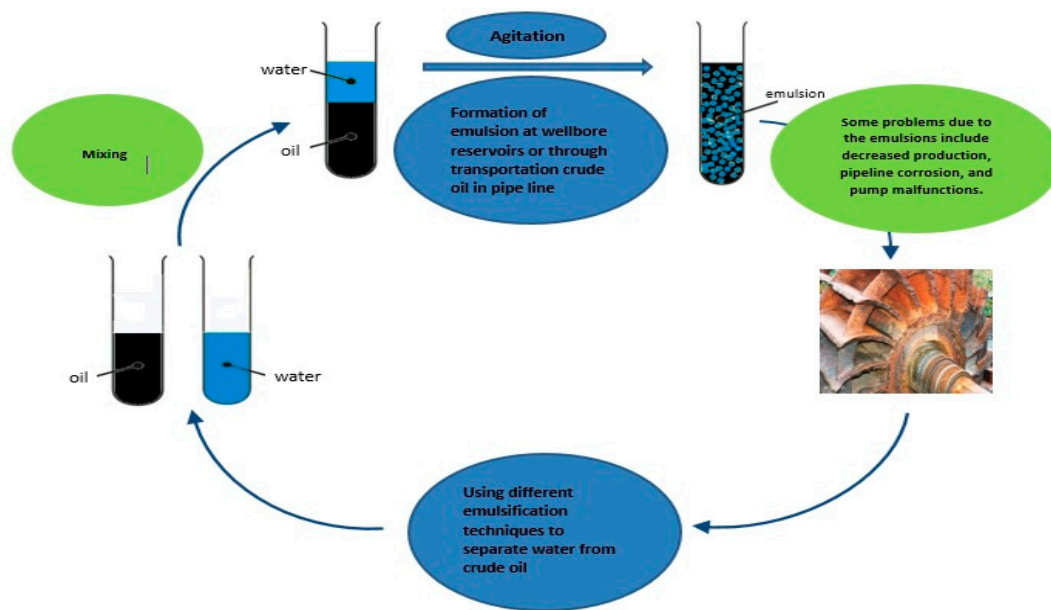 Agitation
water
oil
Formation of
emulsion at wellbore
reservoirs or through
transportation crude
oil in pipe line
emulsion
Some problems due to
the emulsions include
decreased production,
pipeline corrosion, and
pump malfunctions.
Mixing
oil
water
Using different
emulsification
techniques to
separate water from
crude oil